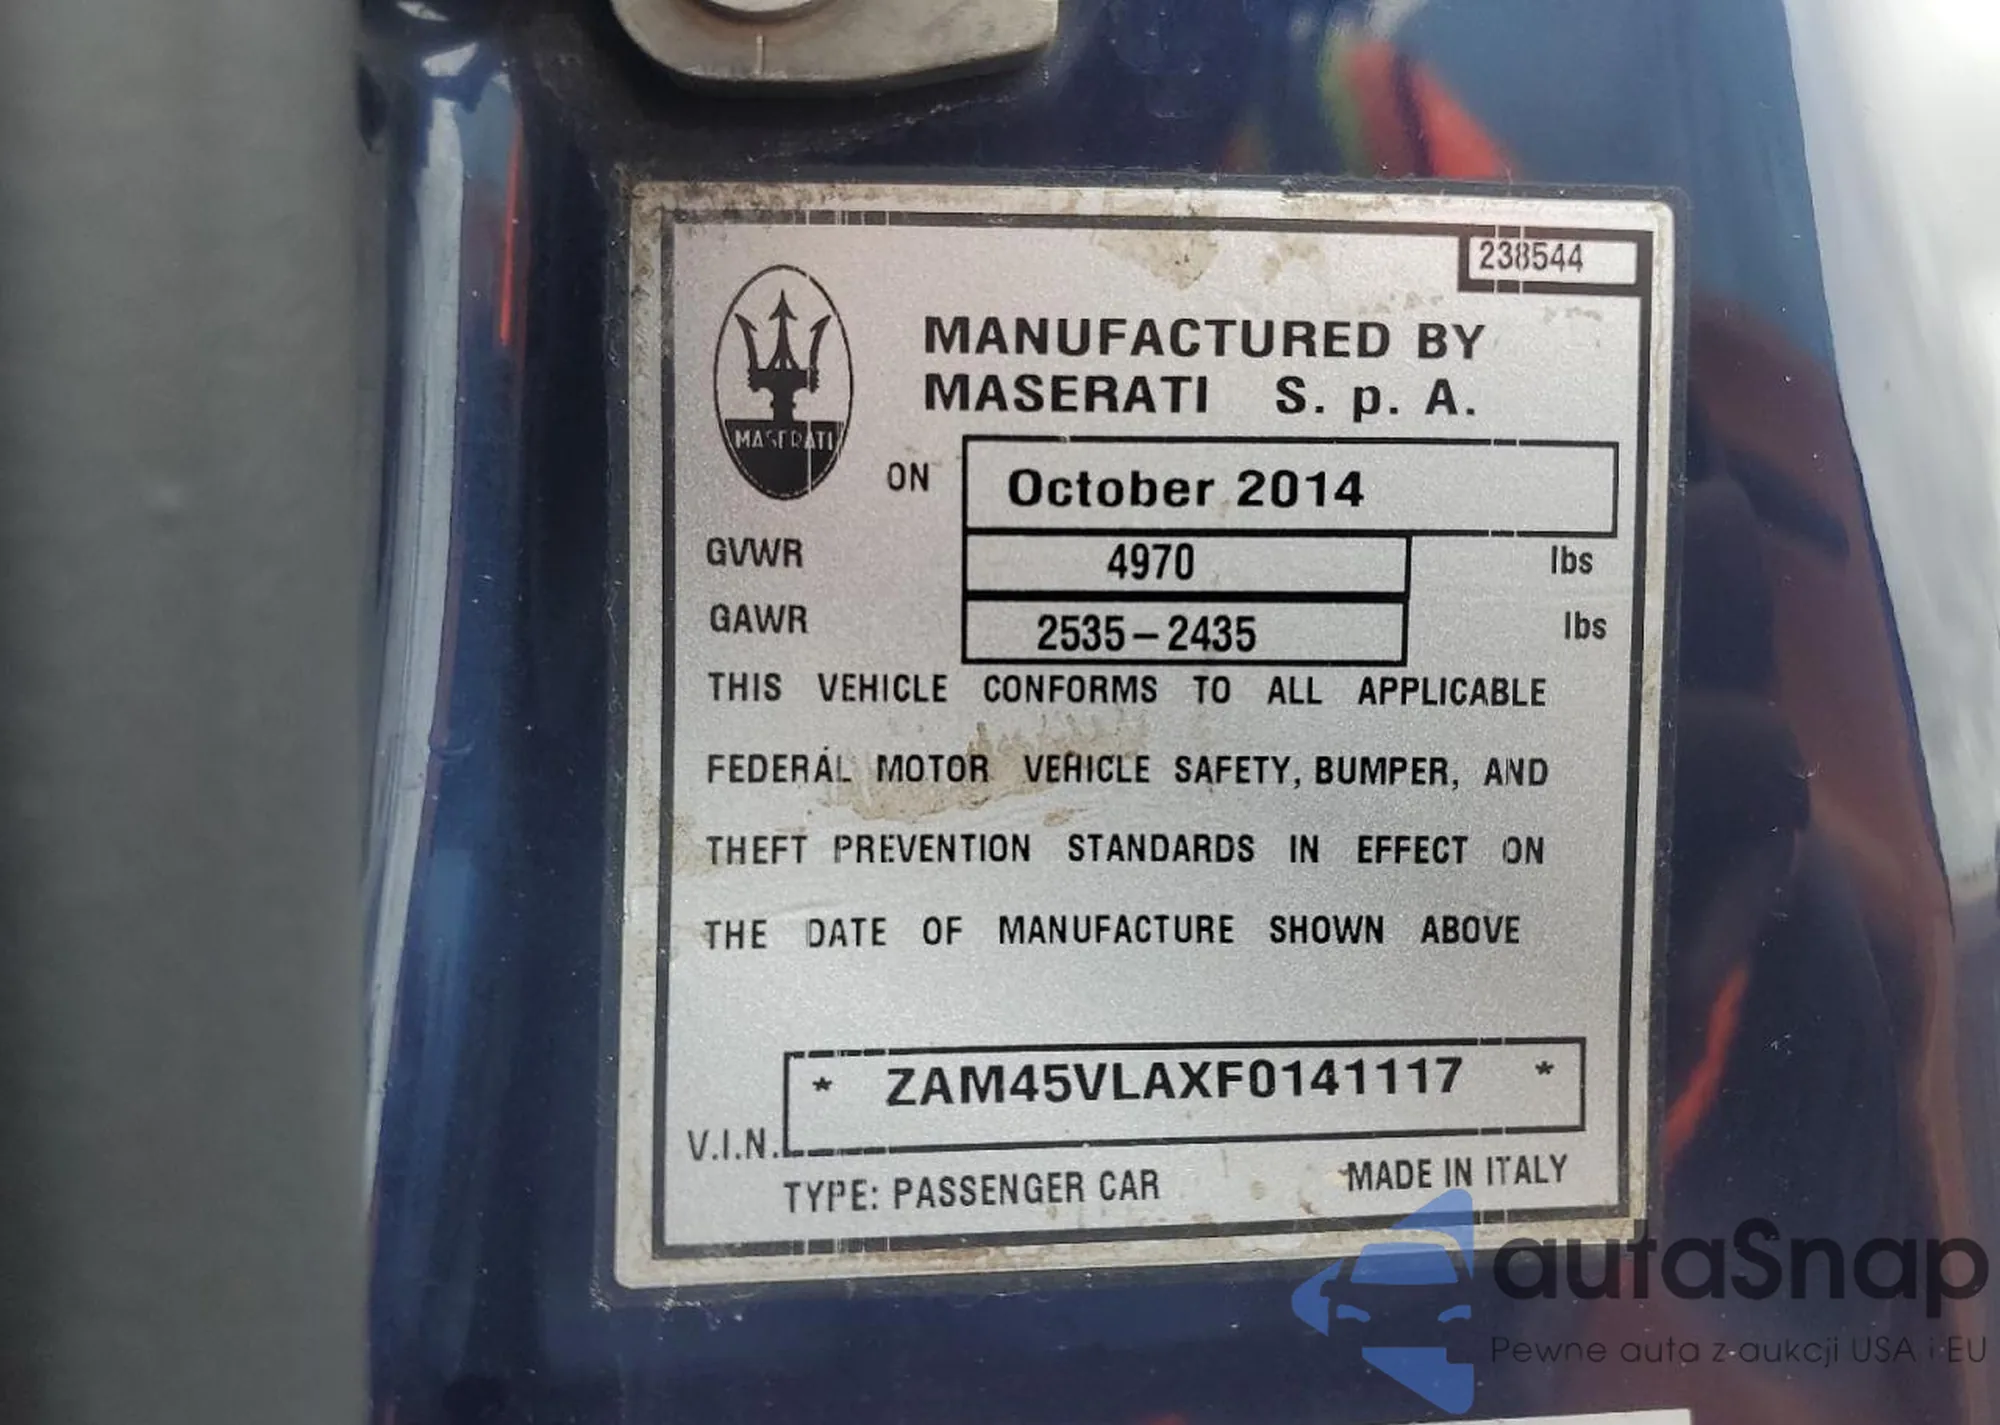 238544
MANUFACTURED BY
MASERATI S. p. A.
MASERATI
ON October 2014
GVWR 4970 lbs
GAWR 2535-2435 lbs
THIS VEHICLE CONFORMS TO ALL APPLICABLE
FEDERAL MOTOR VEHICLE SAFETY, BUMPER, AND
THEFT PREVENTION STANDARDS IN EFFECT ON
THE DATE OF MANUFACTURE SHOWN ABOVE
V.I.N. * ZAM45VLAXF0141117 *
TYPE: PASSENGER CAR MADE IN ITALY
autaSnap
Pewne auta z aukcji USA i EU